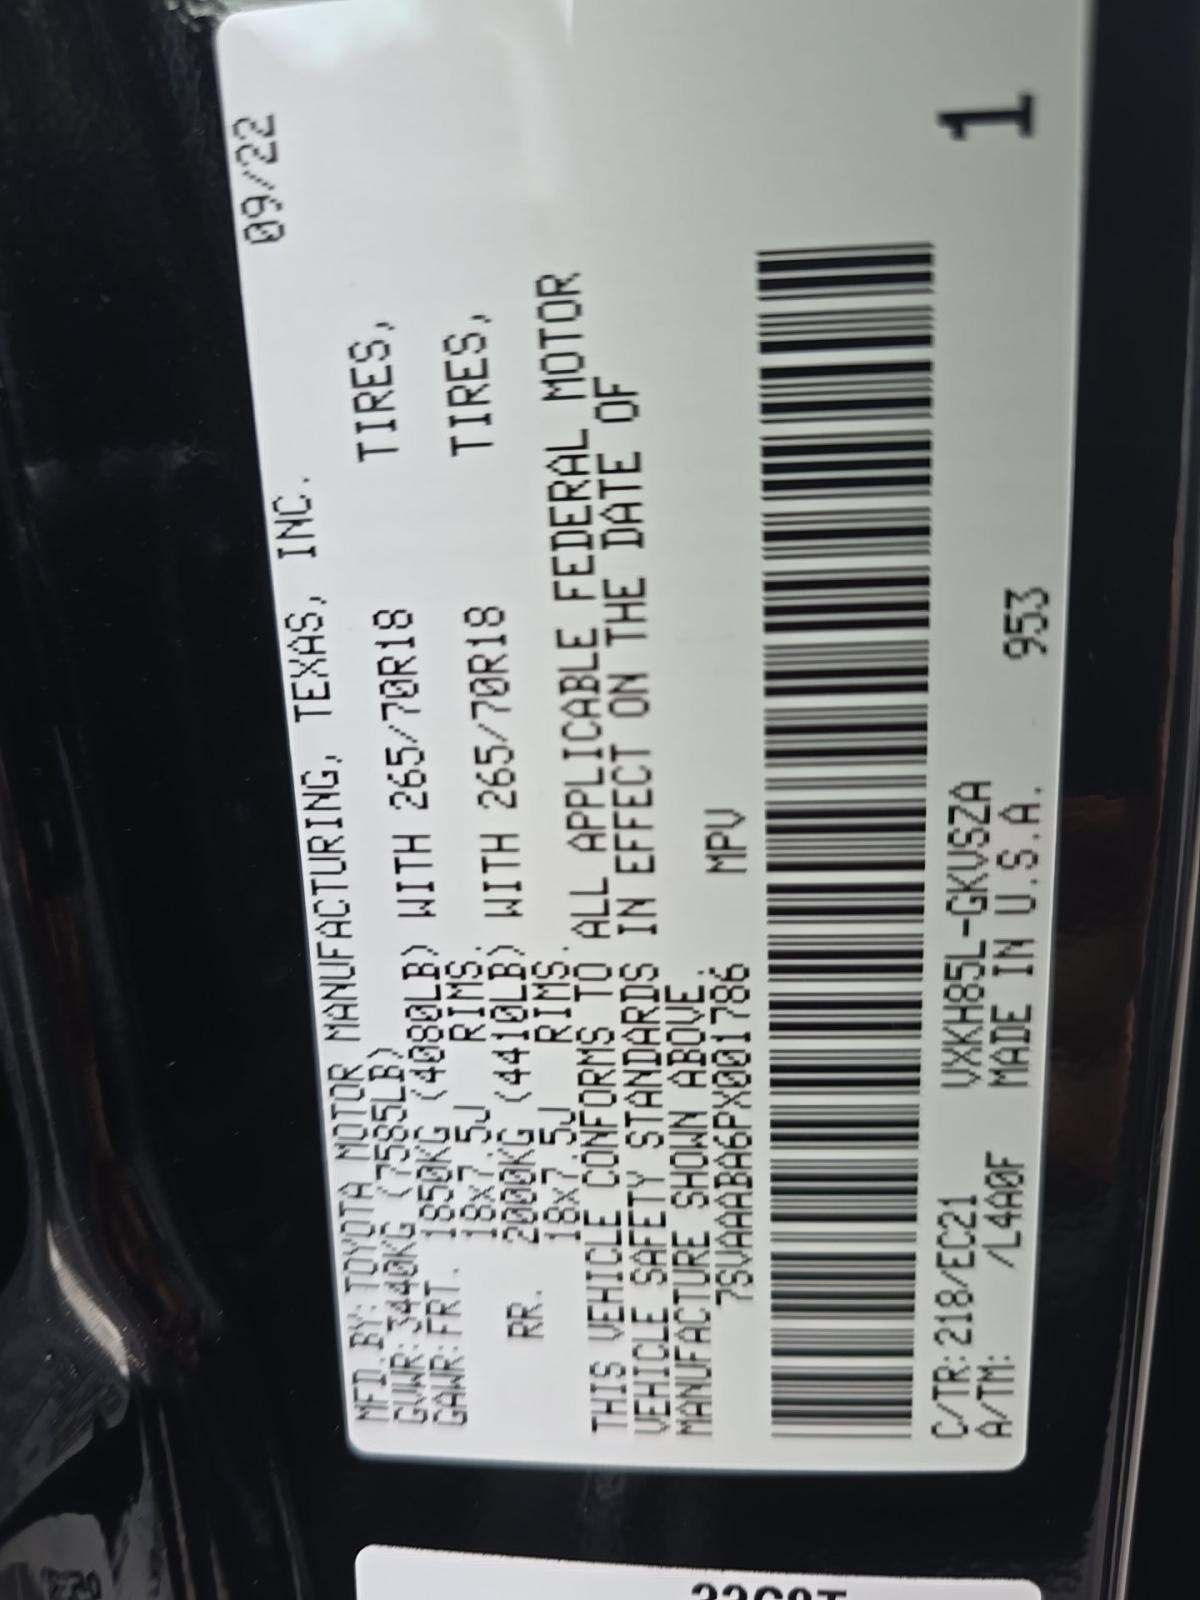 09/22
MFD.BY:TOYOTA MOTOR MANUFACTURING, TEXAS, INC.
GVWR:3440KG (7585LB)
GAWR:FRT. 1850KG (4080LB) WITH 265/70R18 TIRES,
18x7.5J RIMS.
RR. 2000KG (4410LB) WITH 265/70R18 TIRES,
18x7.5J RIMS.
THIS VEHICLE CONFORMS TO ALL APPLICABLE FEDERAL MOTOR
VEHICLE SAFETY STANDARDS IN EFFECT ON THE DATE OF
MANUFACTURE SHOWN ABOVE.
7SVAAABA6PX001786 MPV
C/TR:218/EC21 VXKH85L-GKVSZA
A/TM: /L4A0F MADE IN U.S.A. 953 1